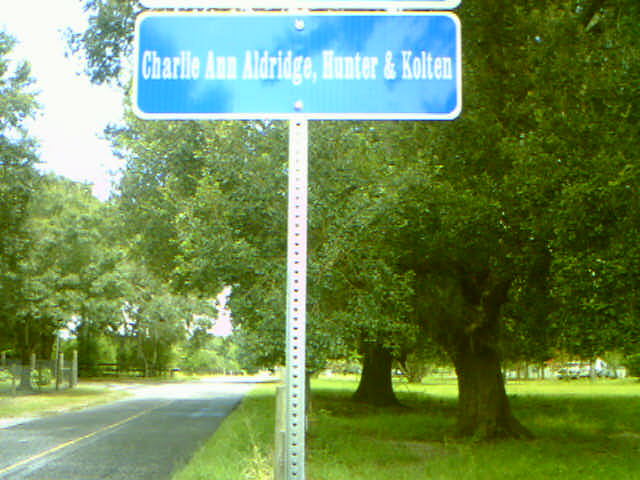 Charlie Ann Aldridge, Hunter & Kolten